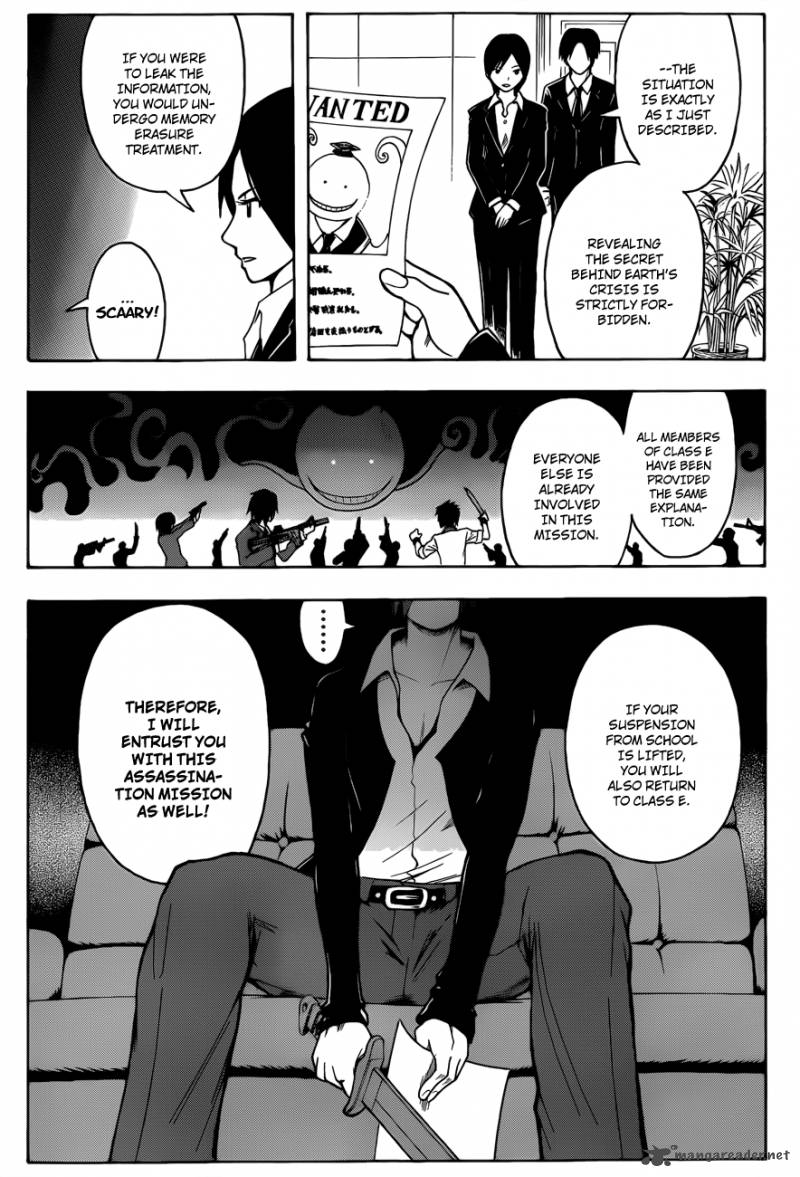 --THE
SITUATION
IS EXACTLY
AS I JUST
DESCRIBED.
REVEALING
THE SECRET
BEHIND EARTH'S
CRISIS IS
STRICTLY FOR-
BIDDEN.
WANTED
IF YOU WERE
TO LEAK THE
INFORMATION,
YOU WOULD UN-
DERGO MEMORY
ERASURE
TREATMENT.
...
SCAARY!
ALL MEMBERS
OF CLASS E
HAVE BEEN
PROVIDED
THE SAME
EXPLANA-
TION.
EVERYONE
ELSE IS
ALREADY
INVOLVED
IN THIS
MISSION.
IF YOUR
SUSPENSION
FROM SCHOOL
IS LIFTED,
YOU WILL
ALSO RETURN
TO CLASS E.
......
THEREFORE,
I WILL
ENTRUST YOU
WITH THIS
ASSASSINA-
TION MISSION
AS WELL!
mangareader.net